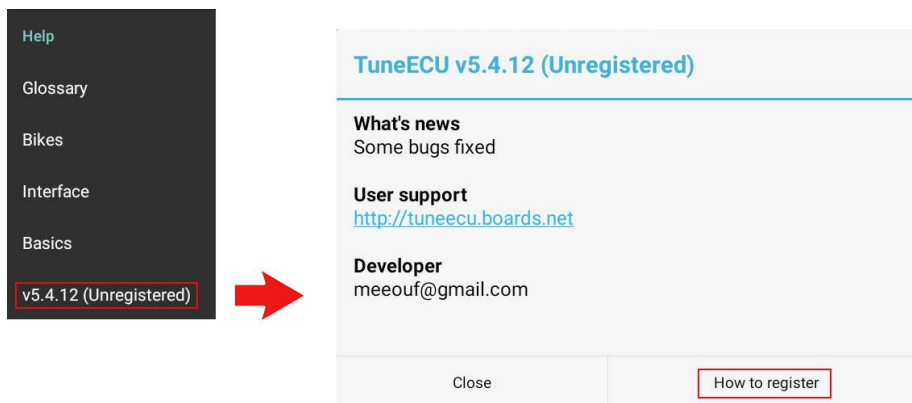 Help
Glossary
Bikes
Interface
Basics
v5.4.12 (Unregistered)
TuneECU v5.4.12 (Unregistered)
What's news
Some bugs fixed
User support
http://tuneecu.boards.net
Developer
meeouf@gmail.com
Close
How to register